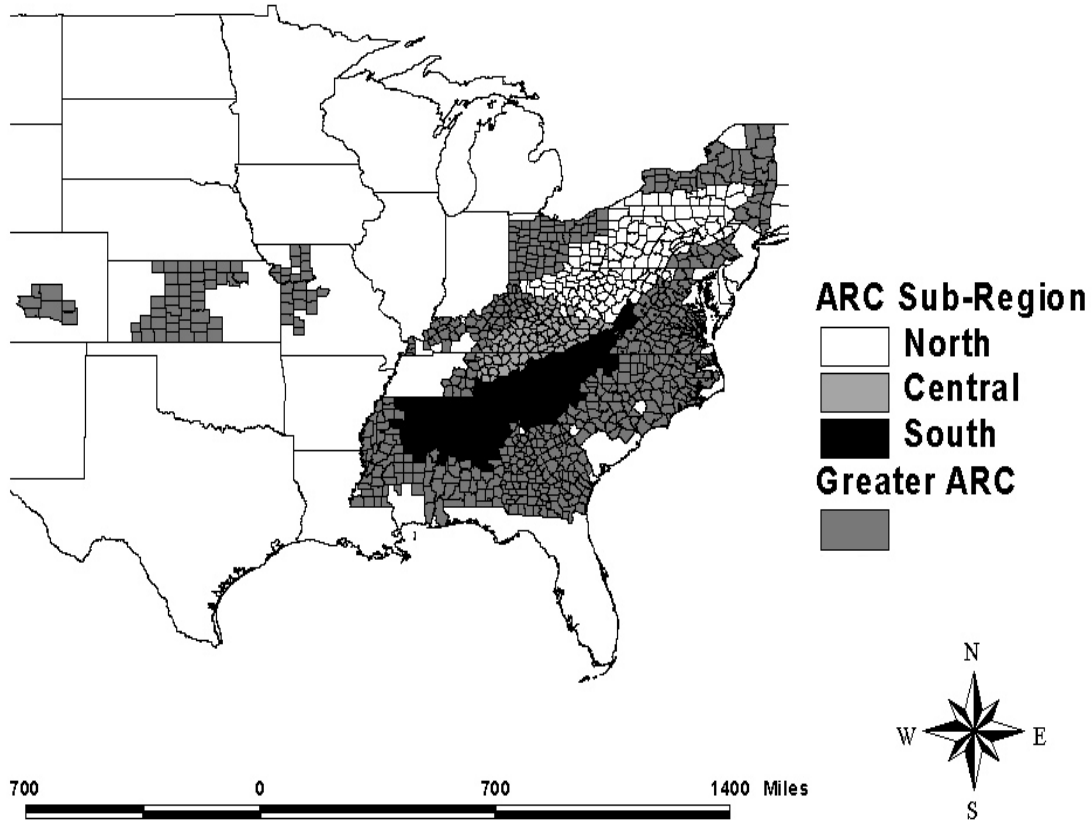 ARC Sub-Region
North
Central
South
Greater ARC
N
W E
S
700 0 700 1400 Miles